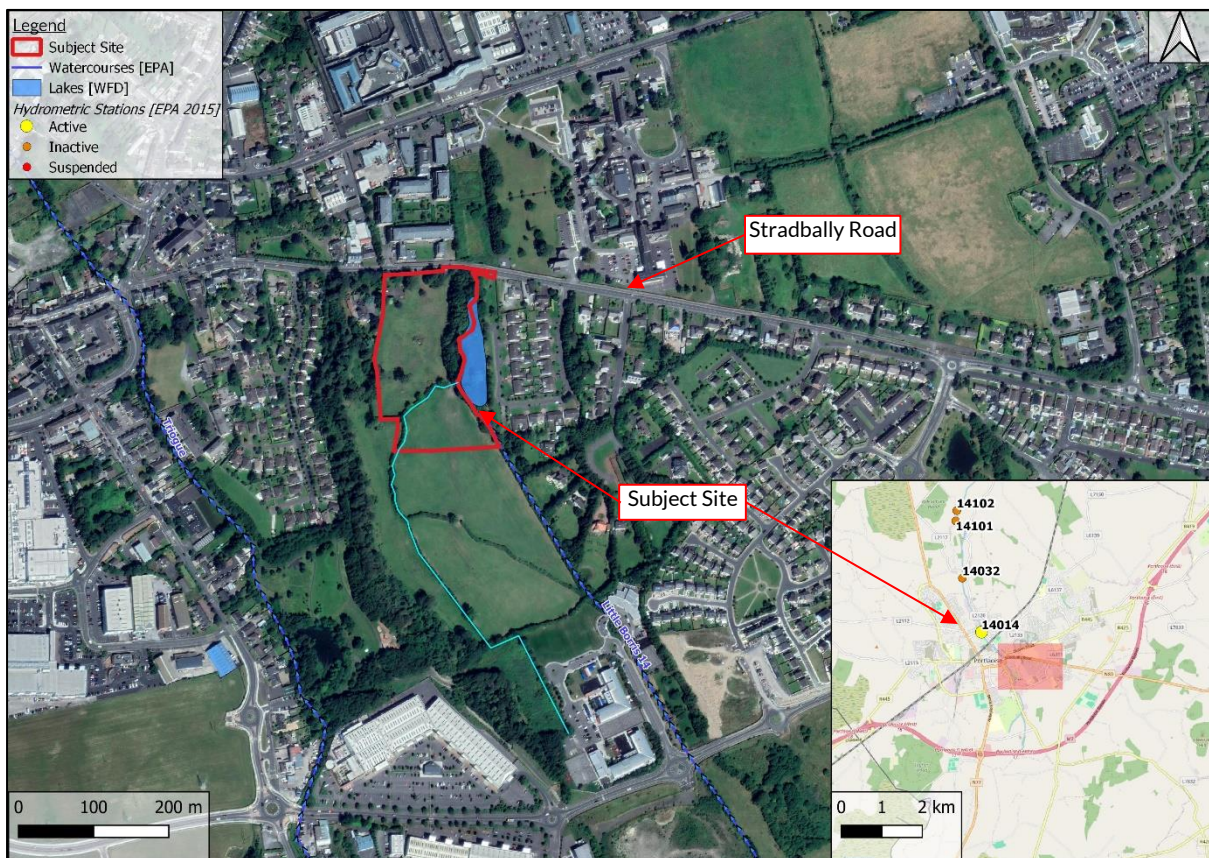 Legend
Subject Site
Watercourses [EPA]
Lakes [WFD]
Hydrometric Stations [EPA 2015]
Active
Inactive
Suspended
Stradbally Road
Triogue
Subject Site
Little Borris 14
0 100 200 m
14102
14101
14032
14014
0 1 2 km